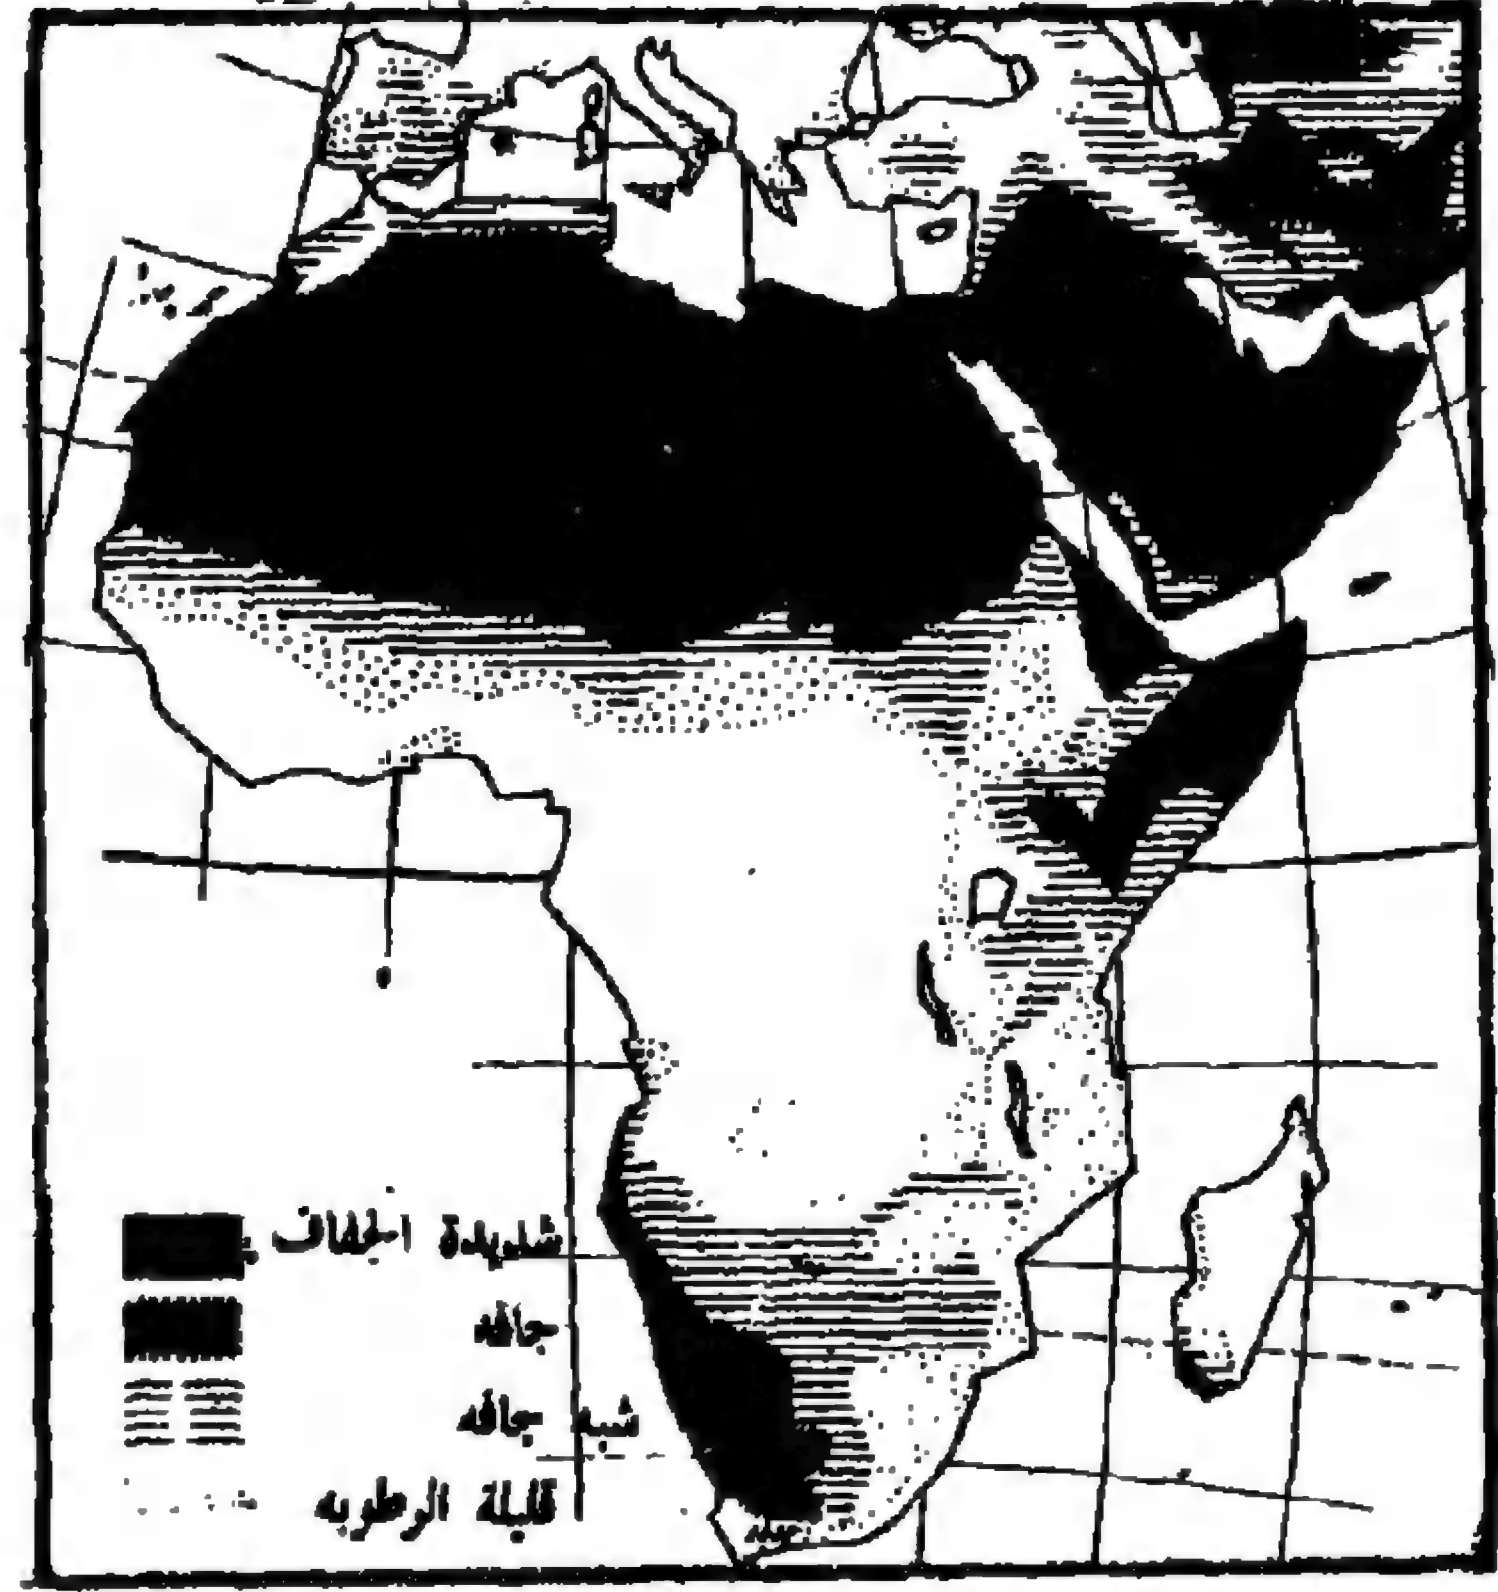 شديدة الجفاف
جافه
شبه جافه
قليلة الرطوبه